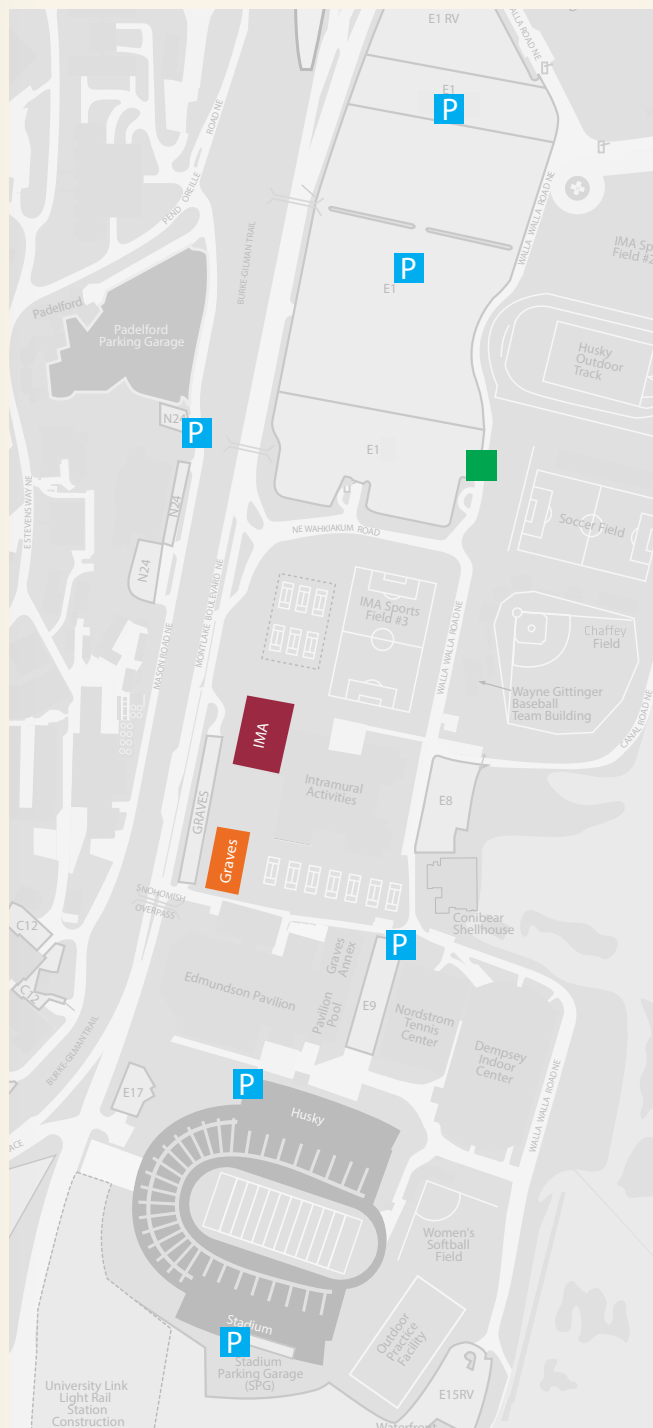 E1 RV
WALLA ROAD NE
E1
P
PEND OREILLE ROAD NE
WALLA WALLA ROAD NE
BURKE-GILMAN TRAIL
IMA Sports
Field #2
P
E1
Padelford
Padelford
Parking Garage
Husky
Outdoor
Track
N24
P
E1
N24
E STEVENS WAY NE
NE WAHKIAKUM ROAD
Soccer Field
N24
MONTLAKE BOULEVARD NE
MASON ROAD NE
IMA Sports
Field #3
WALLA WALLA ROAD NE
Chaffey
Field
Wayne Gittinger
Baseball
Team Building
CANAL ROAD NE
IMA
Intramural
Activities
GRAVES
E8
Graves
SNOHOMISH
OVERPASS
C12
Conibear
Shellhouse
P
Graves
Annex
Edmundson Pavilion
Pavilion
Pool
E9
C12
Nordstrom
Tennis
Center
Dempsey
Indoor
Center
BURKE-GILMAN TRAIL
WALLA WALLA ROAD NE
P
E17
Husky
ACE
Women's
Softball
Field
Stadium
P
Outdoor
Practice
Facility
Stadium
Parking Garage
(SPG)
University Link
Light Rail
Station
Construction
E15RV
Waterfront